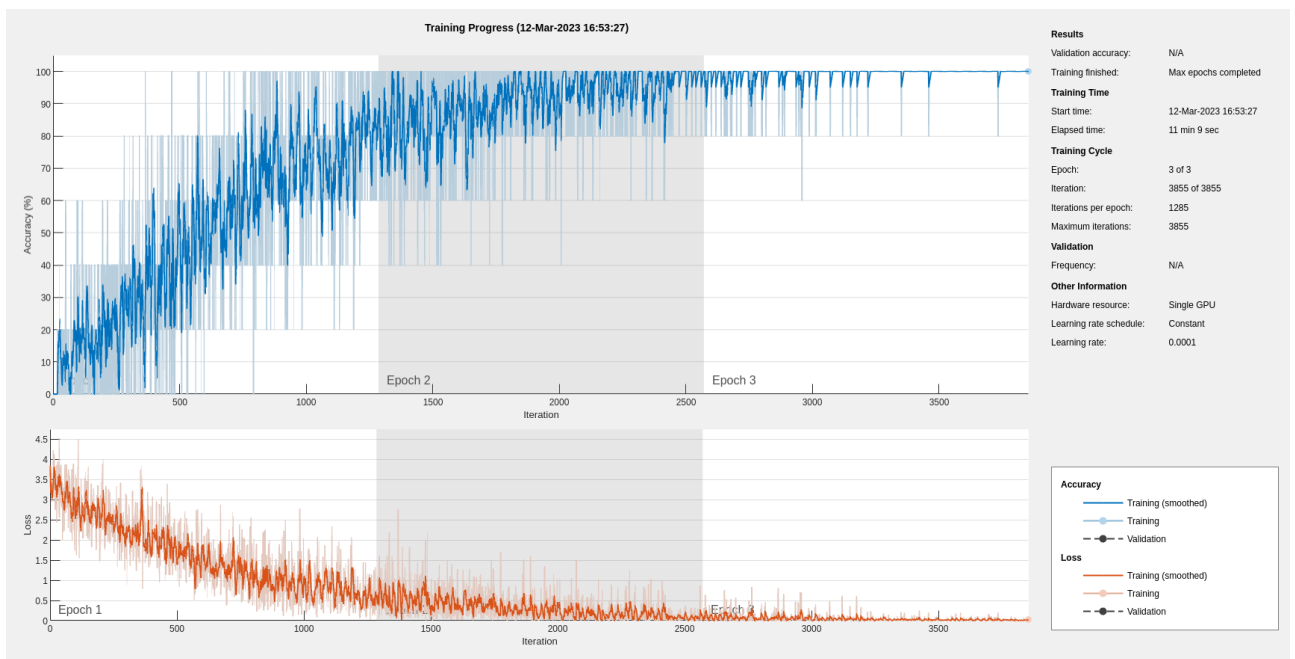 Training Progress (12-Mar-2023 16:53:27)
Accuracy (%)
100
90
80
70
60
50
40
30
20
10
0
Epoch 2
Epoch 3
0 500 1000 1500 2000 2500 3000 3500
Iteration
Loss
4.5
4
3.5
3
2.5
2
1.5
1
0.5
0
Epoch 1
Epoch 3
0 500 1000 1500 2000 2500 3000 3500
Iteration
Results
Validation accuracy: N/A
Training finished: Max epochs completed
Training Time
Start time: 12-Mar-2023 16:53:27
Elapsed time: 11 min 9 sec
Training Cycle
Epoch: 3 of 3
Iteration: 3855 of 3855
Iterations per epoch: 1285
Maximum iterations: 3855
Validation
Frequency: N/A
Other Information
Hardware resource: Single GPU
Learning rate schedule: Constant
Learning rate: 0.0001
Accuracy
Training (smoothed)
Training
Validation
Loss
Training (smoothed)
Training
Validation